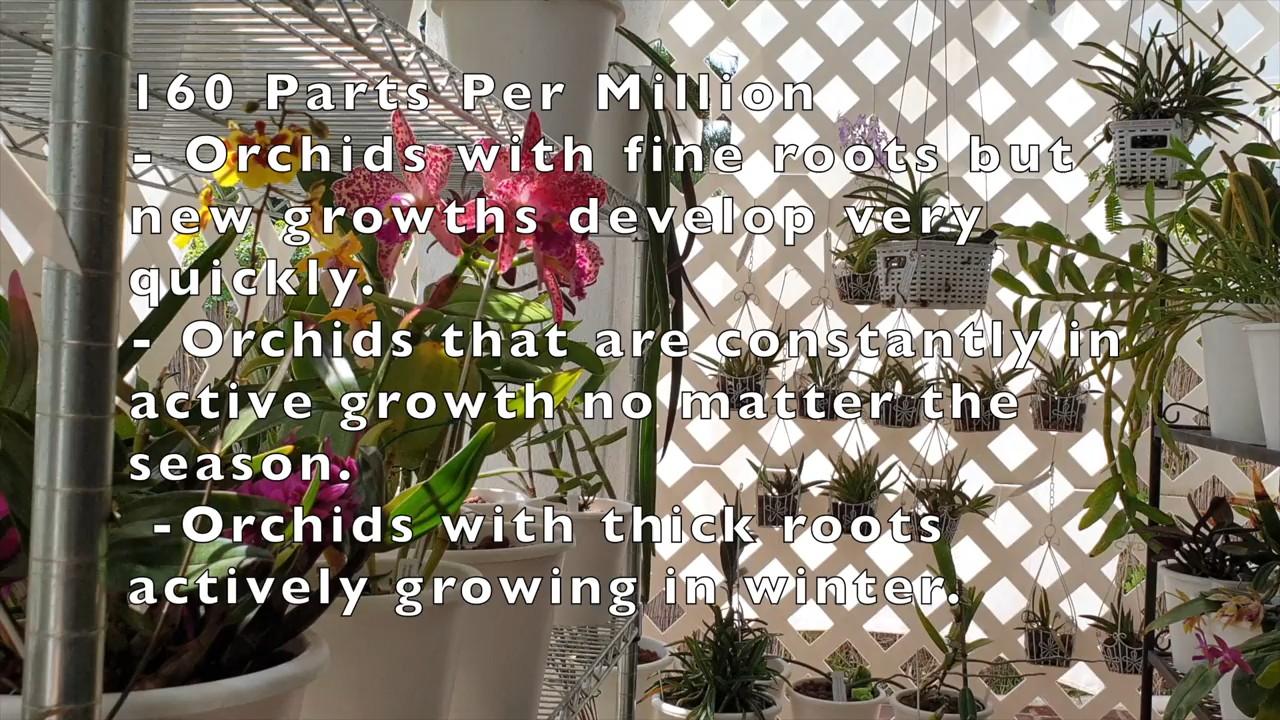 160 Parts Per Million
- Orchids with fine roots but
new growths develop very
quickly.
- Orchids that are constantly in
active growth no matter the
season.
-Orchids with thick roots
actively growing in winter.